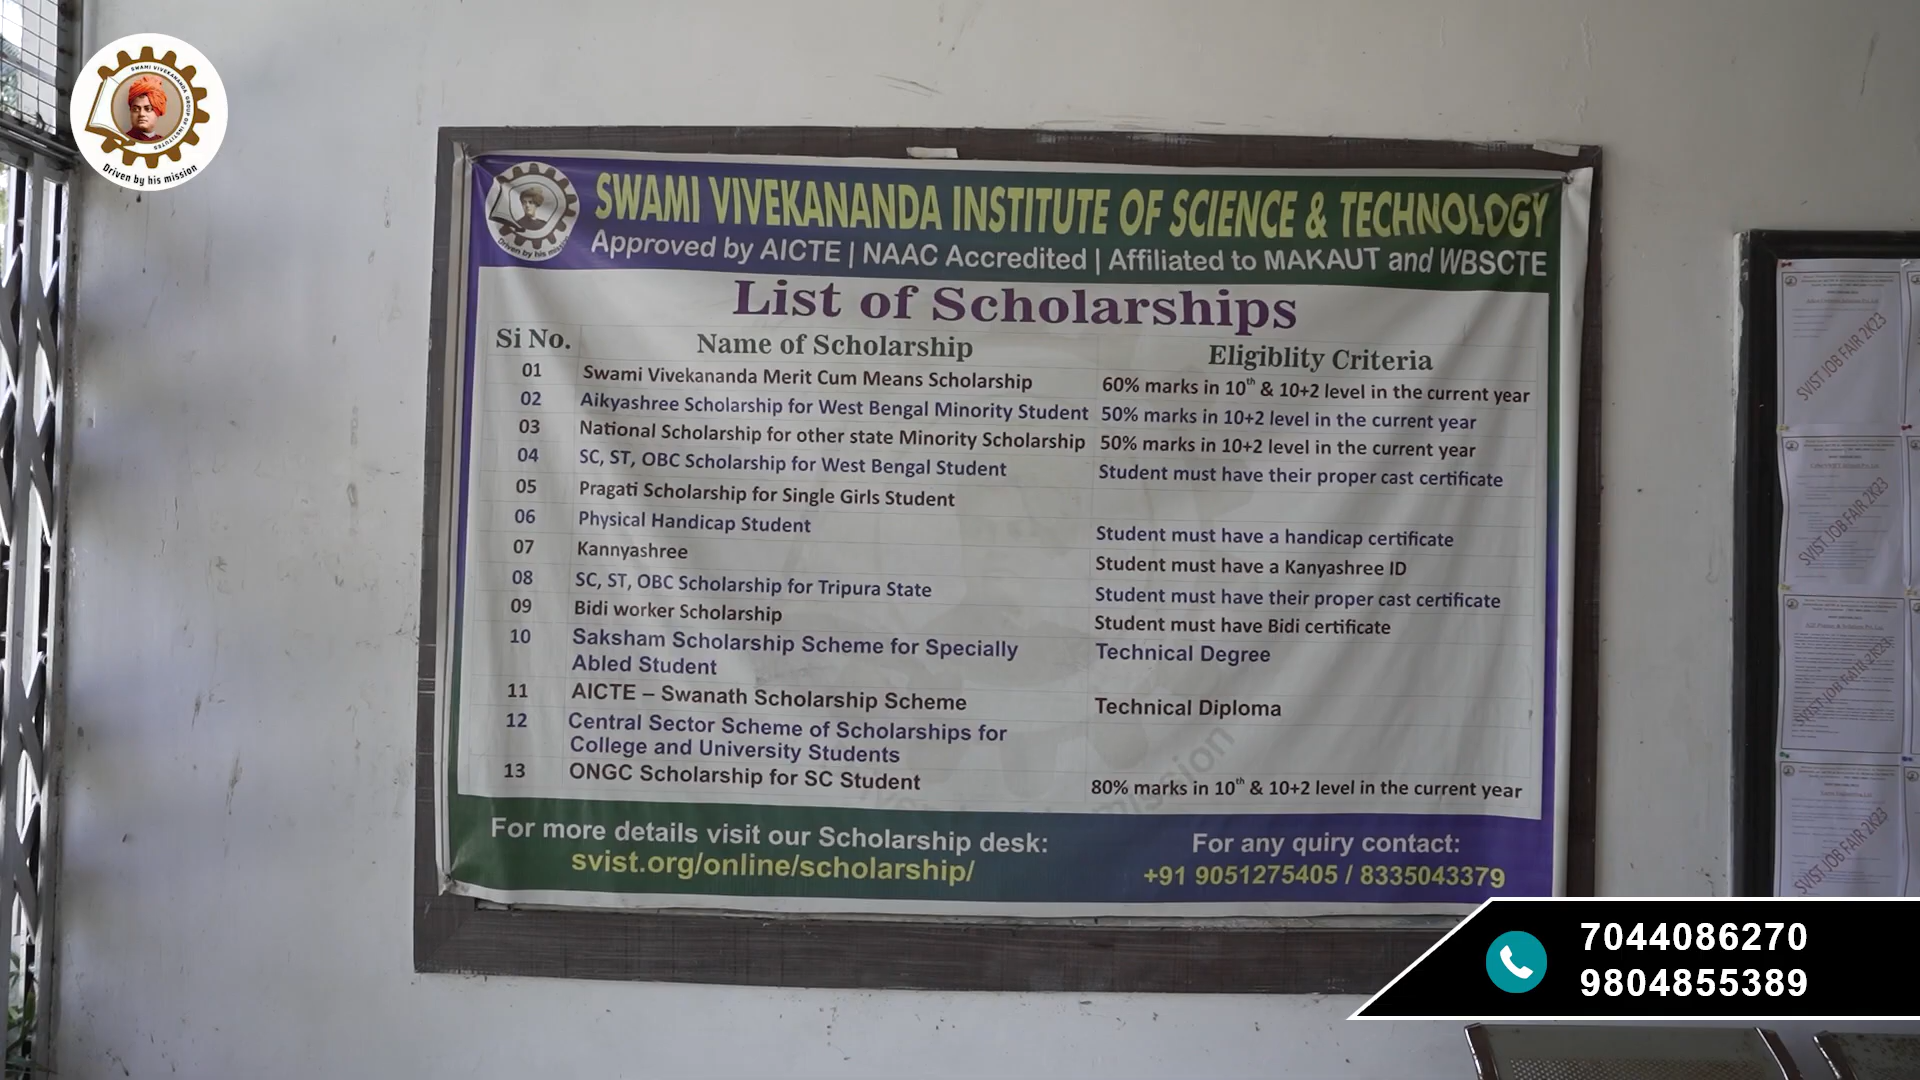 SWAMI VIVEKANANDA GROUP OF INSTITUTES
Driven by his mission
SWAMI VIVEKANANDA INSTITUTE OF SCIENCE & TECHNOLOGY
Approved by AICTE | NAAC Accredited | Affiliated to MAKAUT and WBSCTE
Driven by his mission
List of Scholarships
Si No. Name of Scholarship Eligiblity Criteria
01 Swami Vivekananda Merit Cum Means Scholarship 60% marks in 10th & 10+2 level in the current year
02 Aikyashree Scholarship for West Bengal Minority Student 50% marks in 10+2 level in the current year
03 National Scholarship for other state Minority Scholarship 50% marks in 10+2 level in the current year
04 SC, ST, OBC Scholarship for West Bengal Student Student must have their proper cast certificate
05 Pragati Scholarship for Single Girls Student
06 Physical Handicap Student Student must have a handicap certificate
07 Kannyashree Student must have a Kanyashree ID
08 SC, ST, OBC Scholarship for Tripura State Student must have their proper cast certificate
09 Bidi worker Scholarship Student must have Bidi certificate
10 Saksham Scholarship Scheme for Specially Technical Degree
Abled Student
11 AICTE – Swanath Scholarship Scheme Technical Diploma
12 Central Sector Scheme of Scholarships for
College and University Students
13 ONGC Scholarship for SC Student 80% marks in 10th & 10+2 level in the current year
For more details visit our Scholarship desk: For any quiry contact:
svist.org/online/scholarship/ +91 9051275405 / 8335043379
SVIST JOB FAIR 2K23
SVIST JOB FAIR 2K23
SVIST JOB FAIR 2K23
SVIST JOB FAIR 2K23
7044086270
9804855389